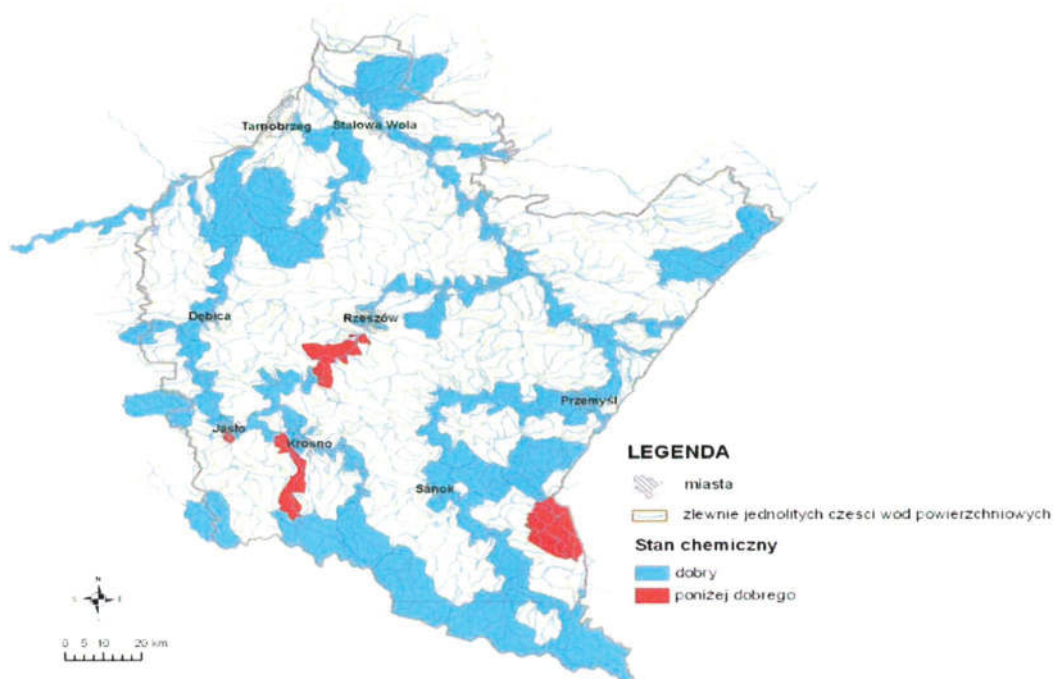 Tarnobrzeg
Stalowa Wola
Dębica
Rzeszów
Przemyśl
Jasło
Krosno
Sanok
LEGENDA
miasta
zlewnie jednolitych czesci wod powierzchniowych
Stan chemiczny
dobry
poniżej dobrego
N
S
E
0 5 10 20 km